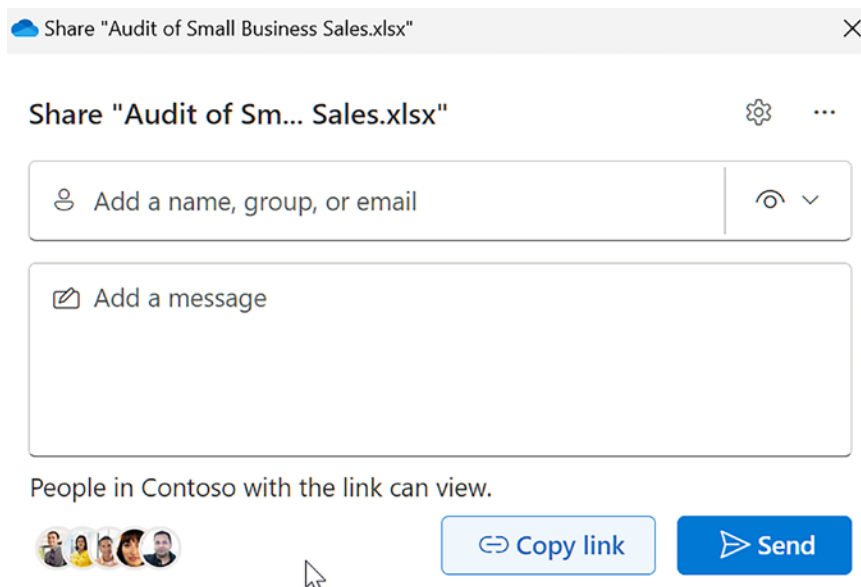 Share "Audit of Small Business Sales.xlsx"
Share "Audit of Sm... Sales.xlsx"
Add a name, group, or email
Add a message
People in Contoso with the link can view.
Copy link
Send